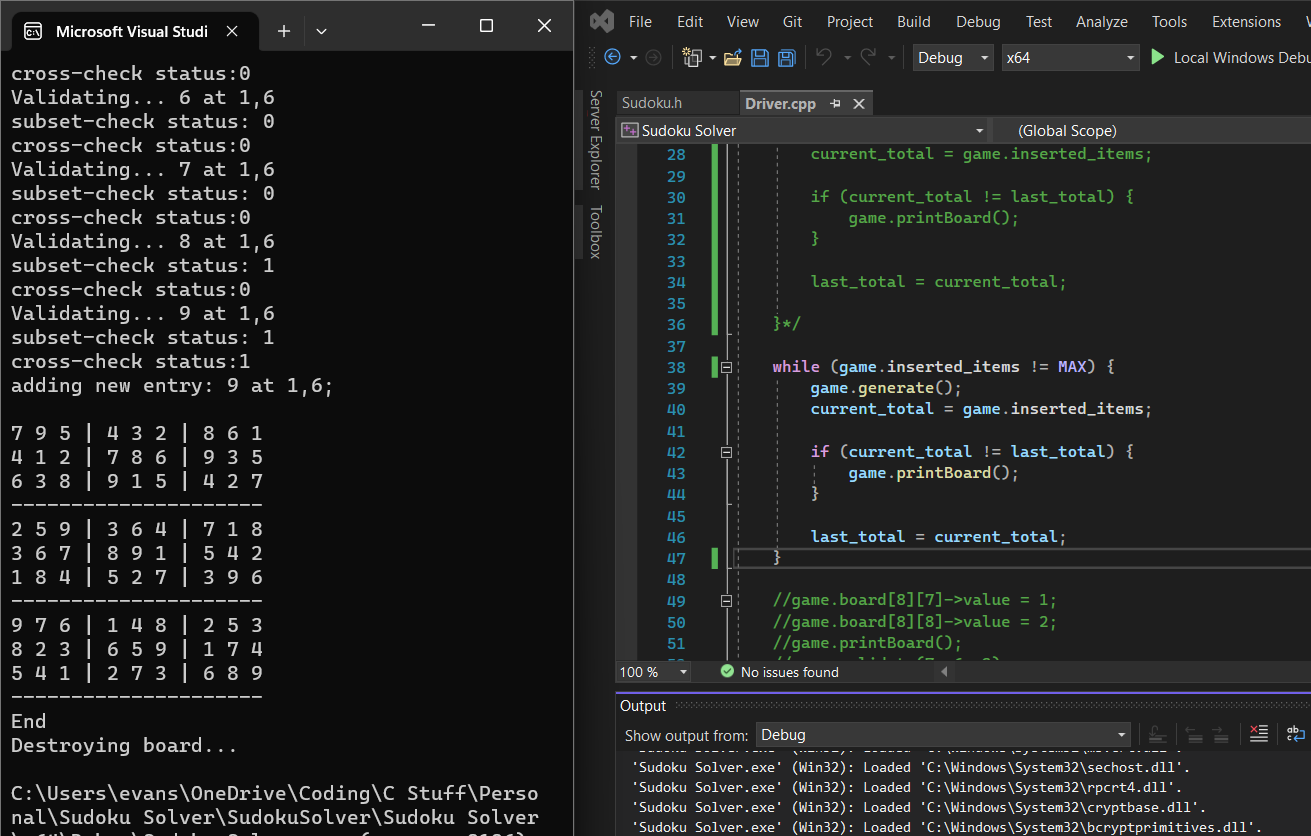 Microsoft Visual Studi
cross-check status:0
Validating... 6 at 1,6
subset-check status: 0
cross-check status:0
Validating... 7 at 1,6
subset-check status: 0
cross-check status:0
Validating... 8 at 1,6
subset-check status: 1
cross-check status:0
Validating... 9 at 1,6
subset-check status: 1
cross-check status:1
adding new entry: 9 at 1,6;
7 9 5 | 4 3 2 | 8 6 1
4 1 2 | 7 8 6 | 9 3 5
6 3 8 | 9 1 5 | 4 2 7
---------------------
2 5 9 | 3 6 4 | 7 1 8
3 6 7 | 8 9 1 | 5 4 2
1 8 4 | 5 2 7 | 3 9 6
---------------------
9 7 6 | 1 4 8 | 2 5 3
8 2 3 | 6 5 9 | 1 7 4
5 4 1 | 2 7 3 | 6 8 9
---------------------
End
Destroying board...
C:\Users\evans\OneDrive\Coding\C Stuff\Perso
nal\Sudoku Solver\SudokuSolver\Sudoku Solver
File Edit View Git Project Build Debug Test Analyze Tools Extensions
Debug x64 Local Windows Debu
Server Explorer
Toolbox
Sudoku.h Driver.cpp
Sudoku Solver (Global Scope)
28 current_total = game.inserted_items;
29
30 if (current_total != last_total) {
31 game.printBoard();
32 }
33
34 last_total = current_total;
35
36 }*/
37
38 while (game.inserted_items != MAX) {
39 game.generate();
40 current_total = game.inserted_items;
41
42 if (current_total != last_total) {
43 game.printBoard();
44 }
45
46 last_total = current_total;
47 }
48
49 //game.board[8][7]->value = 1;
50 //game.board[8][8]->value = 2;
51 //game.printBoard();
100 % No issues found
Output
Show output from: Debug
'Sudoku Solver.exe' (Win32): Loaded 'C:\Windows\System32\sechost.dll'.
'Sudoku Solver.exe' (Win32): Loaded 'C:\Windows\System32\rpcrt4.dll'.
'Sudoku Solver.exe' (Win32): Loaded 'C:\Windows\System32\cryptbase.dll'.
'Sudoku Solver.exe' (Win32): Loaded 'C:\Windows\System32\bcryptprimitives.dll'.